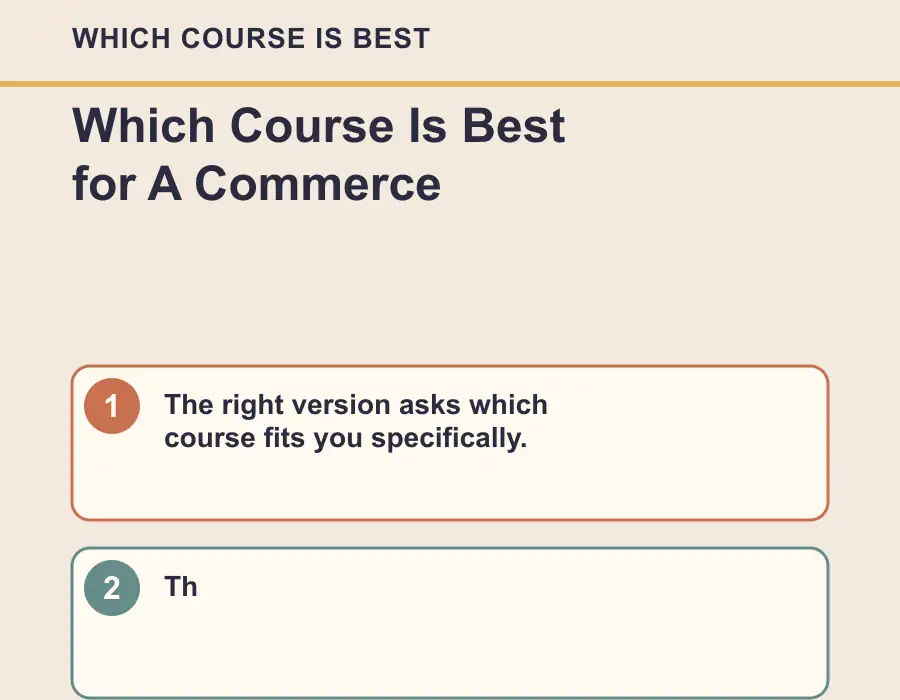 WHICH COURSE IS BEST
Which Course Is Best
for A Commerce
1
The right version asks which
course fits you specifically.
2
Th